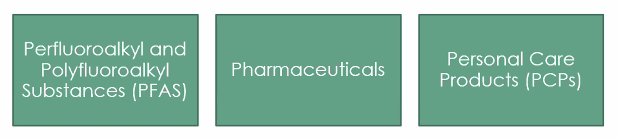 Perfluoroalkyl and
Polyfluoroalkyl
Substances (PFAS)
Pharmaceuticals
Personal Care
Products (PCPs)